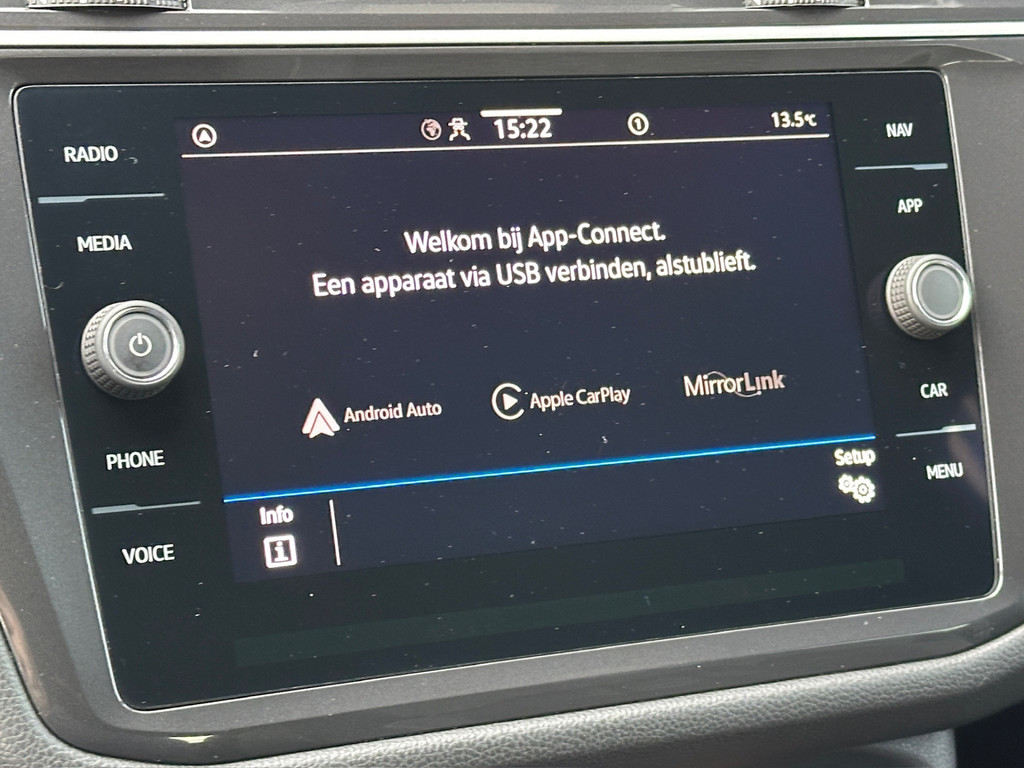 15:22
1
13.5°C
RADIO
MEDIA
PHONE
VOICE
Welkom bij App-Connect.
Een apparaat via USB verbinden, alstublieft.
Android Auto
Apple CarPlay
MirrorLink
Info
i
Setup
NAV
APP
CAR
MENU